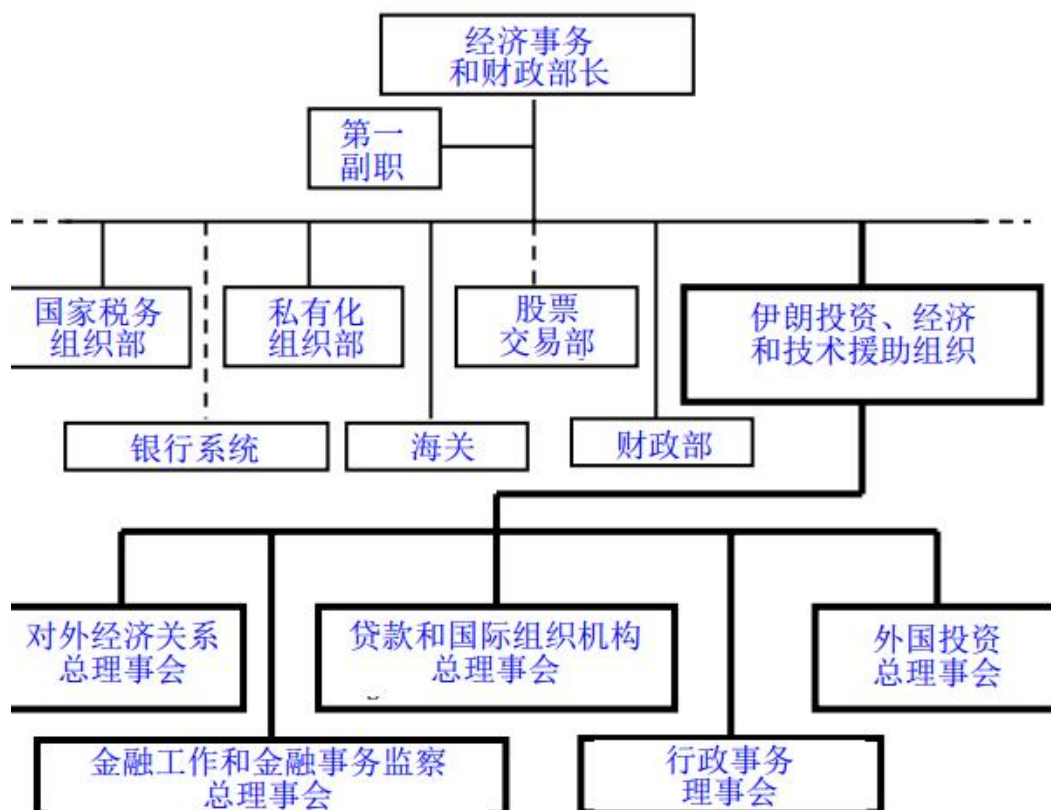 经济事务
和财政部长
第一
副职
国家税务
组织部
私有化
组织部
股票
交易部
伊朗投资、经济
和技术援助组织
银行系统
海关
财政部
对外经济关系
总理事会
贷款和国际组织机构
总理事会
外国投资
总理事会
金融工作和金融事务监察
总理事会
行政事务
理事会